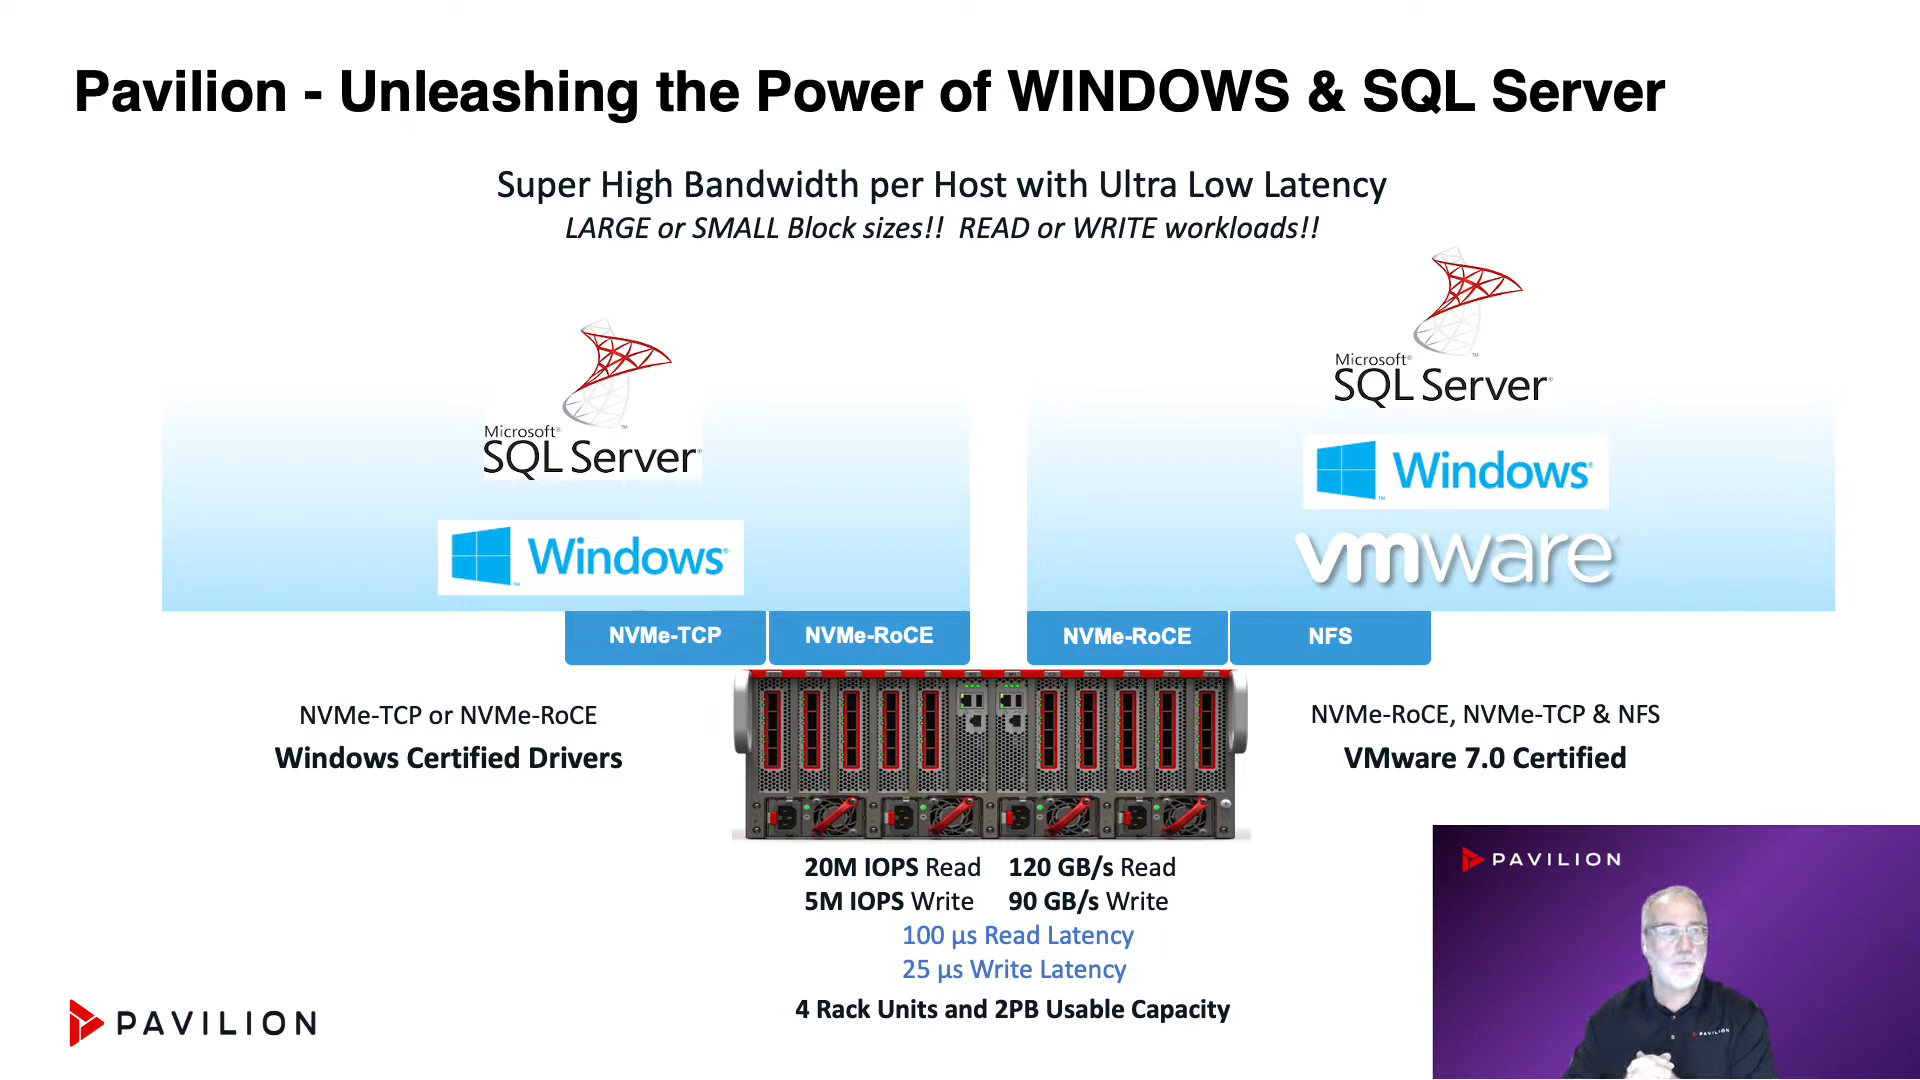 Pavilion - Unleashing the Power of WINDOWS & SQL Server
Super High Bandwidth per Host with Ultra Low Latency
LARGE or SMALL Block sizes!! READ or WRITE workloads!!
Microsoft®
SQL Server®
Windows®
NVMe-TCP
NVMe-RoCE
NVMe-TCP or NVMe-RoCE
Windows Certified Drivers
Microsoft®
SQL Server®
Windows®
vmware®
NVMe-RoCE
NFS
NVMe-RoCE, NVMe-TCP & NFS
VMware 7.0 Certified
20M IOPS Read 120 GB/s Read
5M IOPS Write 90 GB/s Write
100 µs Read Latency
25 µs Write Latency
4 Rack Units and 2PB Usable Capacity
PAVILION
PAVILION
PAVILION